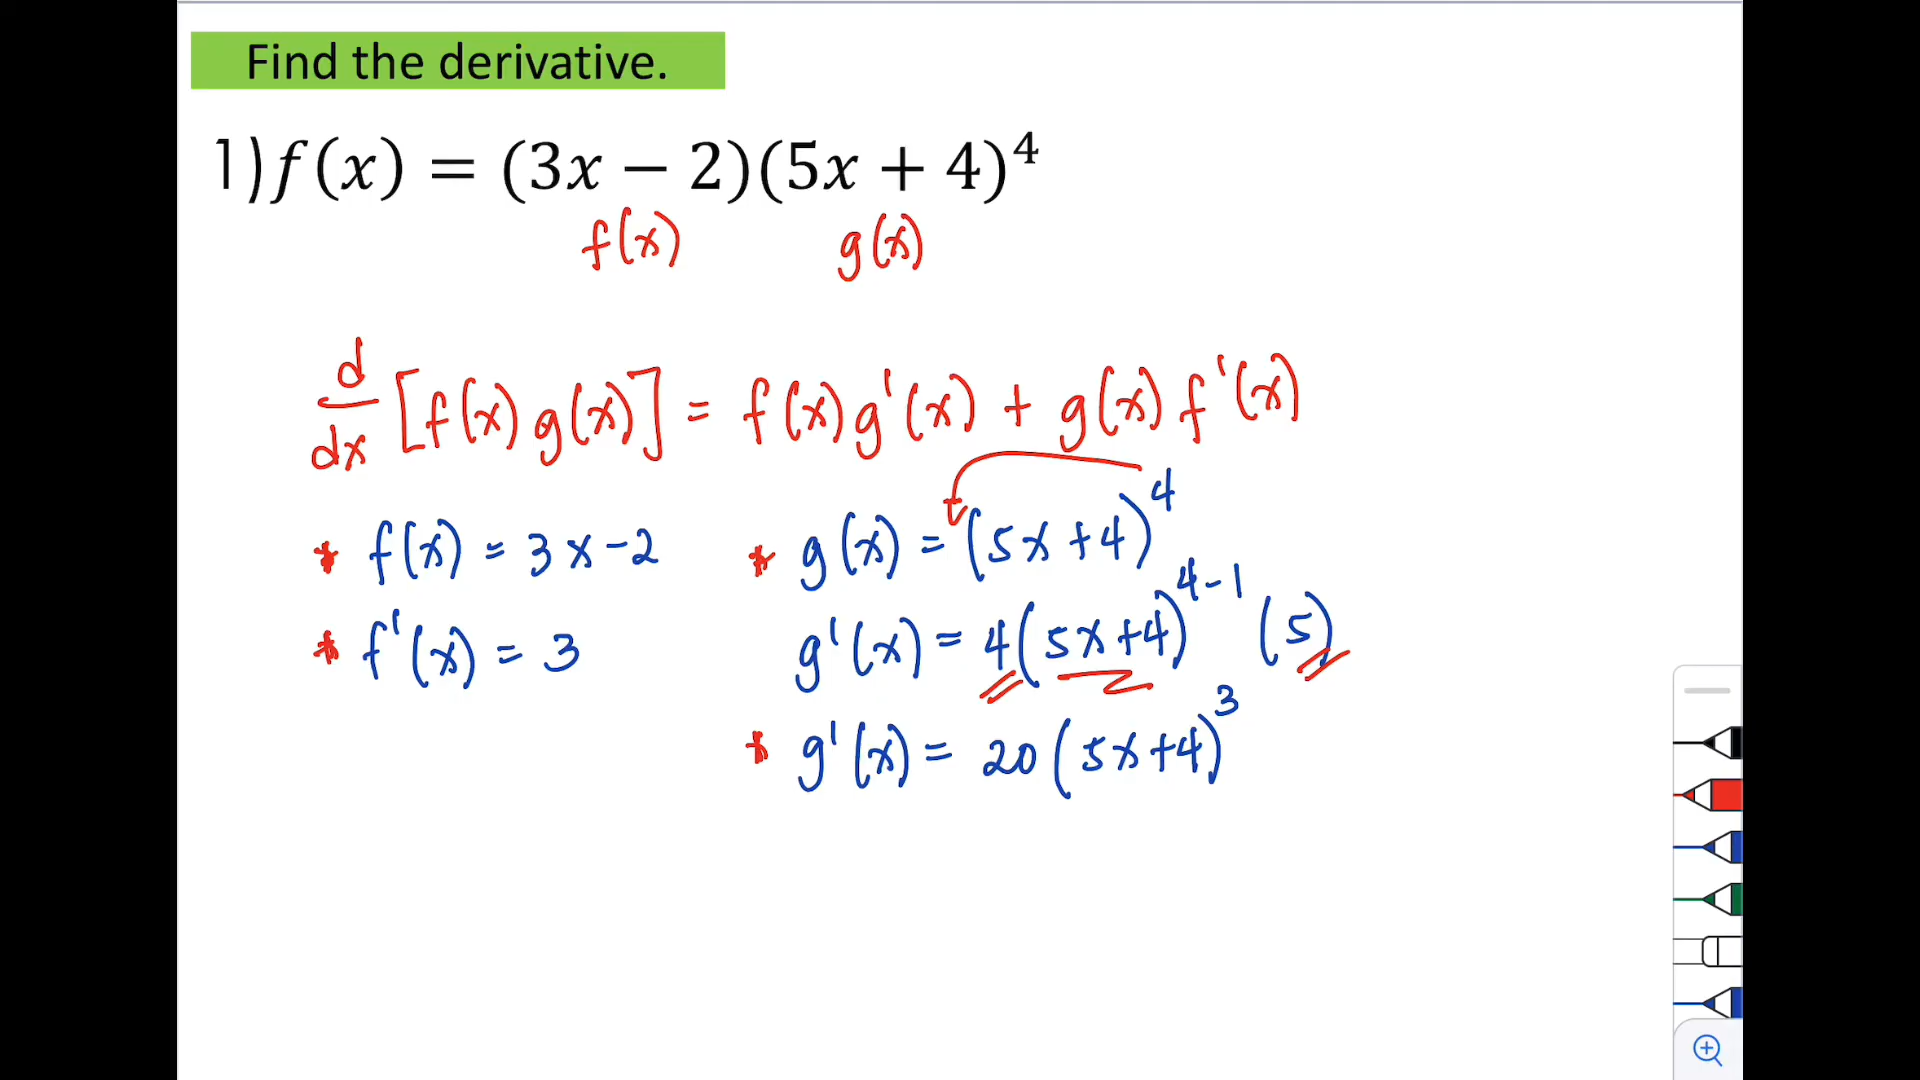 Find the derivative.
1) f(x) = (3x − 2)(5x + 4)⁴
f(x) g(x)
d/dx [f(x) g(x)] = f(x) g'(x) + g(x) f'(x)
* f(x) = 3x - 2
* f'(x) = 3
* g(x) = (5x + 4)⁴
g'(x) = 4(5x + 4)⁴⁻¹ (5)
* g'(x) = 20(5x + 4)³